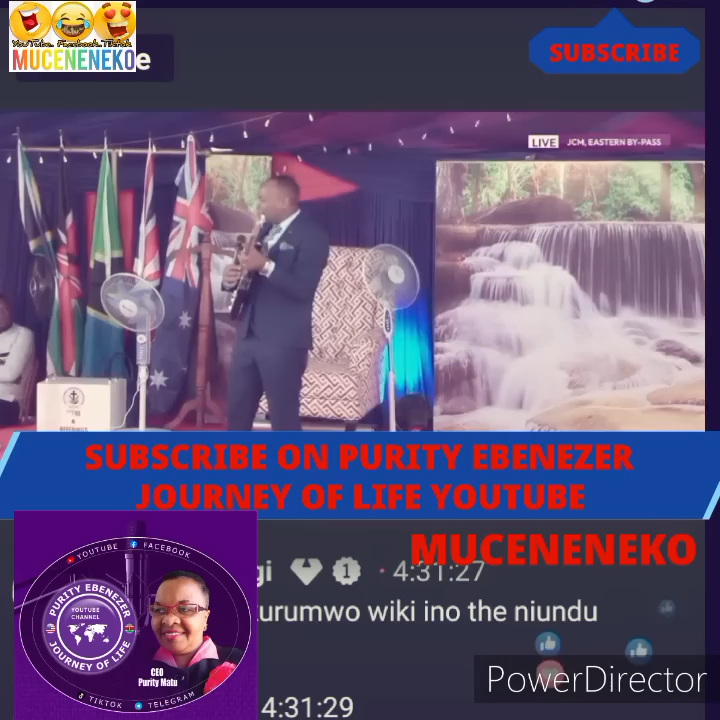 YouTube Facebook Tiktok
MUCENENEKO
e
SUBSCRIBE
LIVE JCM, EASTERN BY-PASS
SUBSCRIBE ON PURITY EBENEZER
JOURNEY OF LIFE YOUTUBE
MUCENENEKO
gi 1 · 4:31:27
urumwo wiki ino the niundu
YOUTUBE FACEBOOK
PURITY EBENEZER
YOUTUBE
CHANNEL
JOURNEY OF LIFE
CEO
Purity Matu
TIKTOK TELEGRAM
PowerDirector
4:31:29